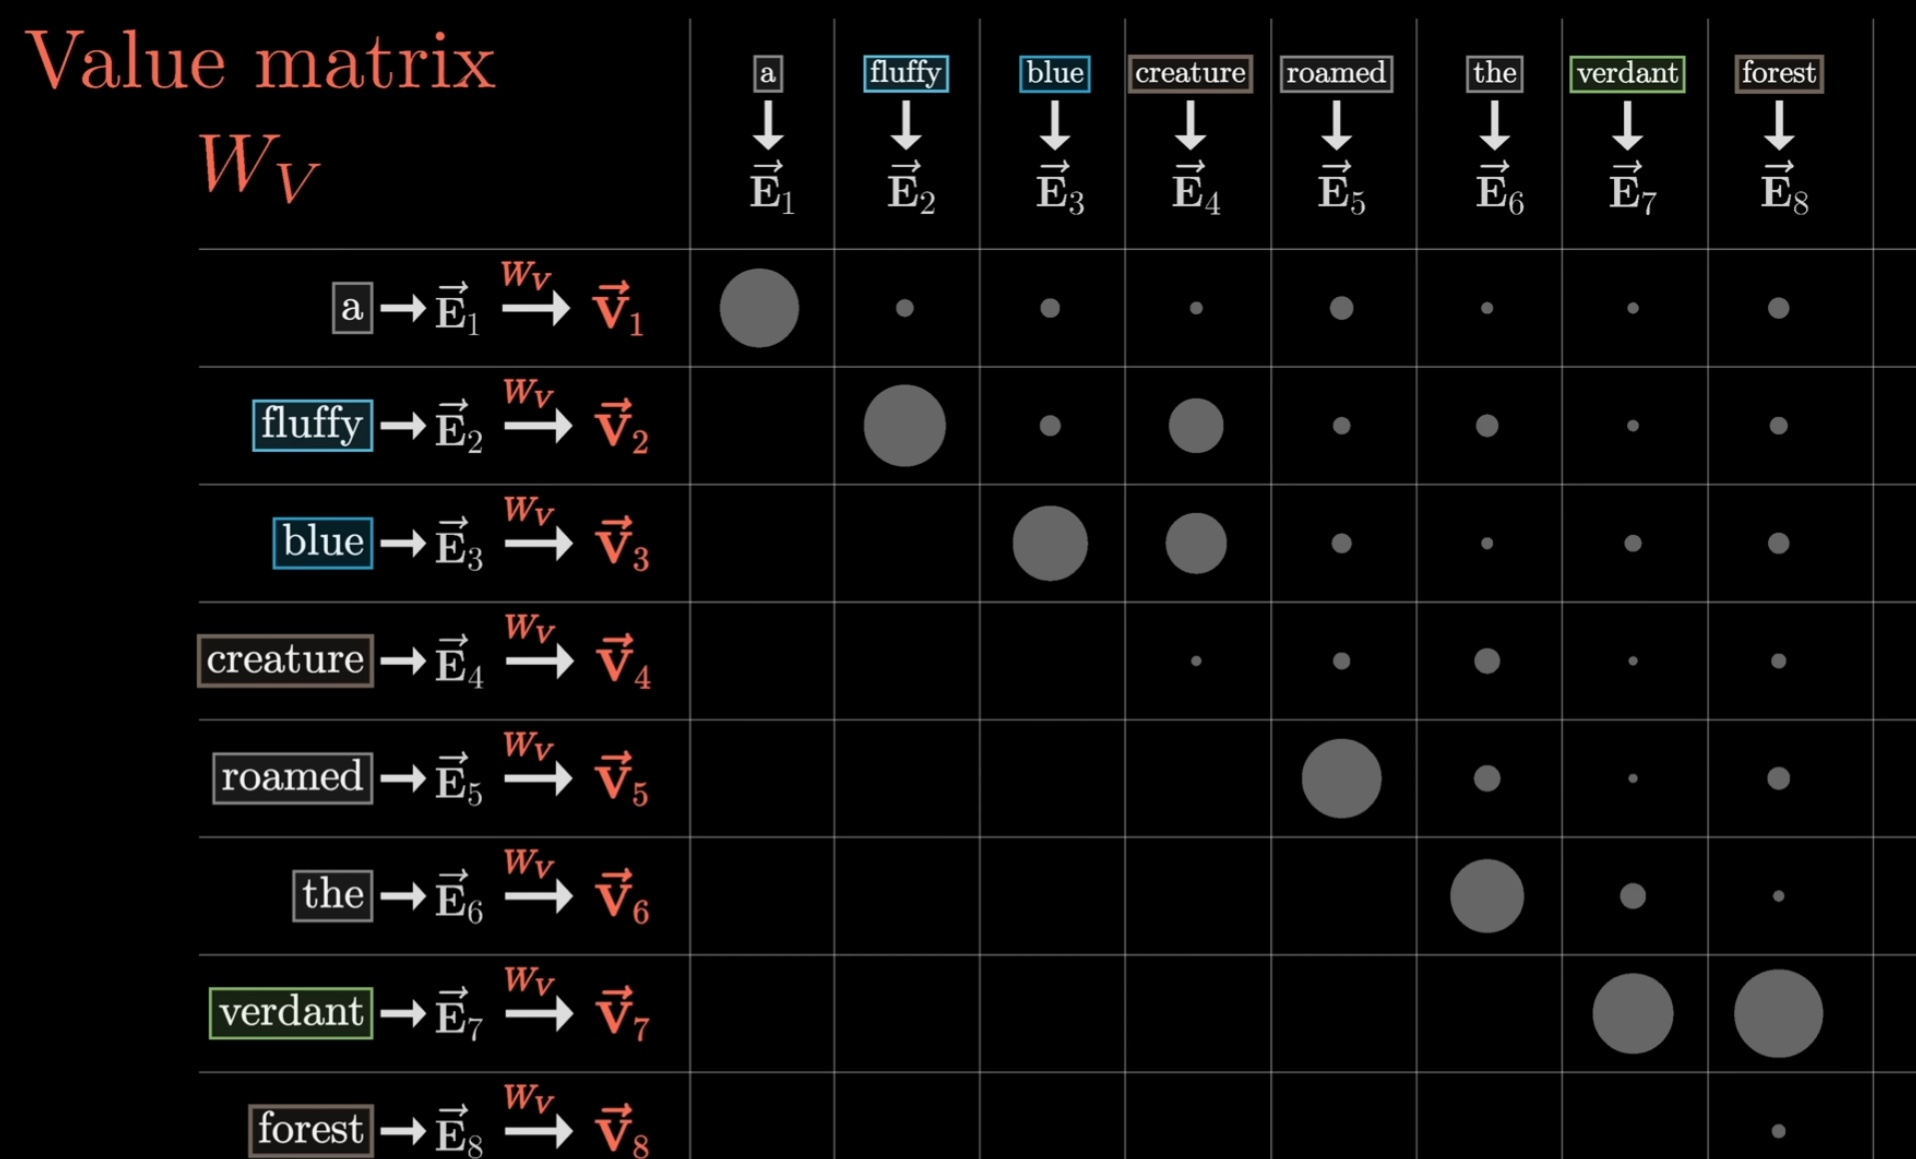 Value matrix
W_V
a fluffy blue creature roamed the verdant forest
E⃗₁ E⃗₂ E⃗₃ E⃗₄ E⃗₅ E⃗₆ E⃗₇ E⃗₈
a → E⃗₁ W_V → V⃗₁
fluffy → E⃗₂ W_V → V⃗₂
blue → E⃗₃ W_V → V⃗₃
creature → E⃗₄ W_V → V⃗₄
roamed → E⃗₅ W_V → V⃗₅
the → E⃗₆ W_V → V⃗₆
verdant → E⃗₇ W_V → V⃗₇
forest → E⃗₈ W_V → V⃗₈